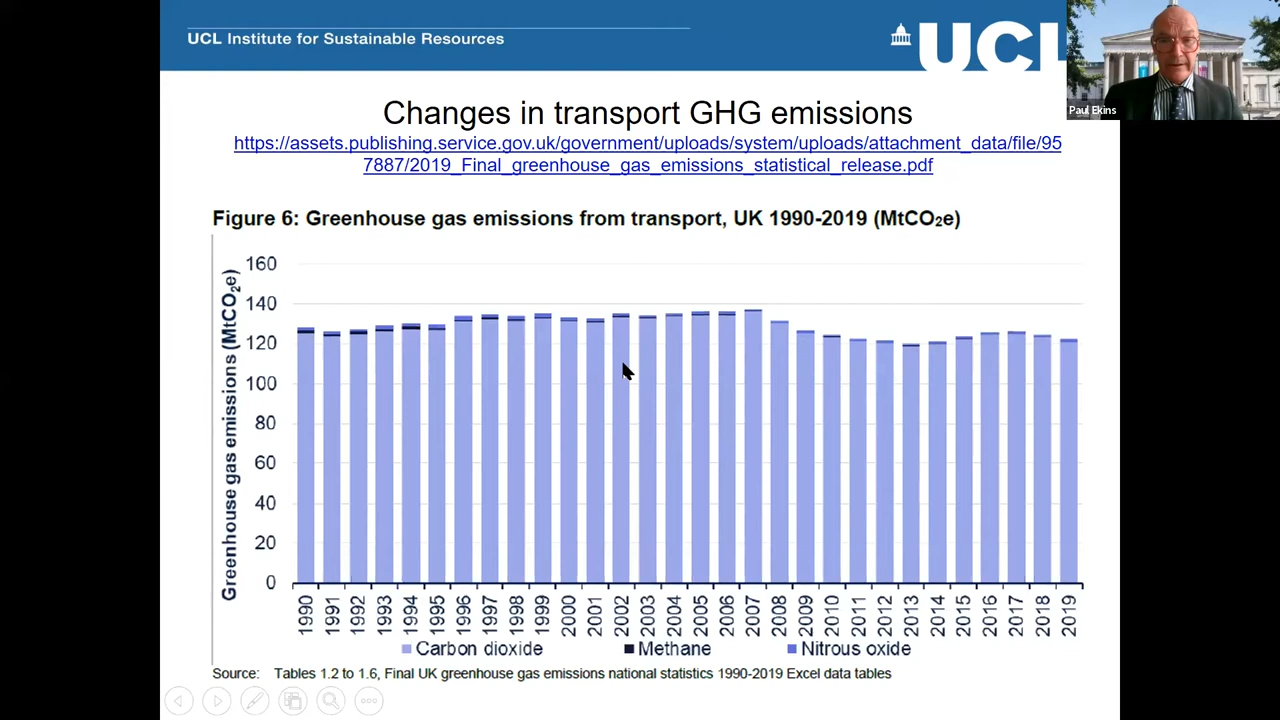 UCL Institute for Sustainable Resources
UCL
Paul Ekins
Changes in transport GHG emissions
https://assets.publishing.service.gov.uk/government/uploads/system/uploads/attachment_data/file/95
7887/2019_Final_greenhouse_gas_emissions_statistical_release.pdf
Figure 6: Greenhouse gas emissions from transport, UK 1990-2019 (MtCO₂e)
Greenhouse gas emissions (MtCO₂e)
160
140
120
100
80
60
40
20
0
1990 1991 1992 1993 1994 1995 1996 1997 1998 1999 2000 2001 2002 2003 2004 2005 2006 2007 2008 2009 2010 2011 2012 2013 2014 2015 2016 2017 2018 2019
Carbon dioxide Methane Nitrous oxide
Source: Tables 1.2 to 1.6, Final UK greenhouse gas emissions national statistics 1990-2019 Excel data tables